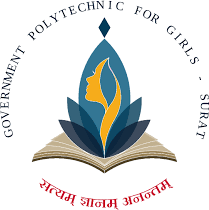 GOVERNMENT POLYTECHNIC FOR GIRLS - SURAT
सत्यम् ज्ञानम् अनन्तम्